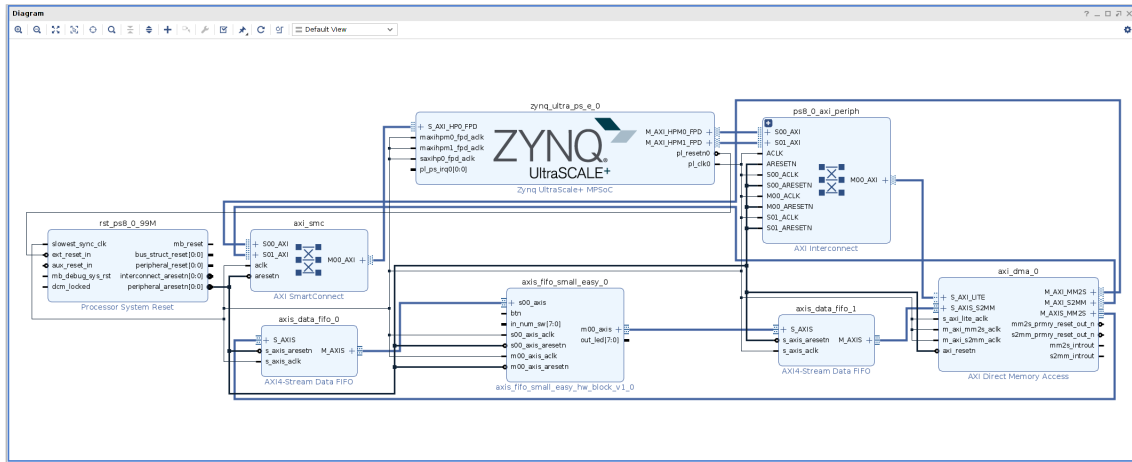 Diagram
Default View
zynq_ultra_ps_e_0
S_AXI_HP0_FPD
maxihpm0_fpd_aclk
maxihpm1_fpd_aclk
saxihp0_fpd_aclk
pl_ps_irq0[0:0]
ZYNQ
UltraSCALE+
M_AXI_HPM0_FPD
M_AXI_HPM1_FPD
pl_resetn0
pl_clk0
Zynq UltraScale+ MPSoC
ps8_0_axi_periph
S00_AXI
S01_AXI
ACLK
ARESETN
S00_ACLK
S00_ARESETN
M00_ACLK
M00_ARESETN
S01_ACLK
S01_ARESETN
M00_AXI
AXI Interconnect
rst_ps8_0_99M
slowest_sync_clk
ext_reset_in
aux_reset_in
mb_debug_sys_rst
dcm_locked
mb_reset
bus_struct_reset[0:0]
peripheral_reset[0:0]
interconnect_aresetn[0:0]
peripheral_aresetn[0:0]
Processor System Reset
axi_smc
S00_AXI
S01_AXI
aclk
aresetn
M00_AXI
AXI SmartConnect
axis_data_fifo_0
S_AXIS
s_axis_aresetn
s_axis_aclk
M_AXIS
AXI4-Stream Data FIFO
axis_fifo_small_easy_0
s00_axis
btn
in_num_sw[7:0]
s00_axis_aclk
s00_axis_aresetn
m00_axis_aclk
m00_axis_aresetn
m00_axis
out_led[7:0]
axis_fifo_small_easy_hw_block_v1_0
axis_data_fifo_1
S_AXIS
s_axis_aresetn
s_axis_aclk
M_AXIS
AXI4-Stream Data FIFO
axi_dma_0
S_AXI_LITE
S_AXIS_S2MM
s_axi_lite_aclk
m_axi_mm2s_aclk
m_axi_s2mm_aclk
axi_resetn
M_AXI_MM2S
M_AXI_S2MM
M_AXIS_MM2S
mm2s_prmry_reset_out_n
s2mm_prmry_reset_out_n
mm2s_introut
s2mm_introut
AXI Direct Memory Access